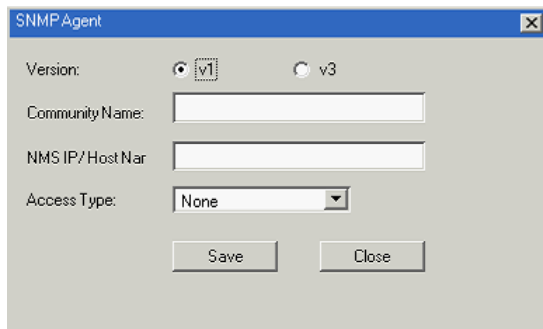 SNMP Agent
Version: v1 v3
Community Name:
NMS IP/Host Nar
Access Type: None
Save Close